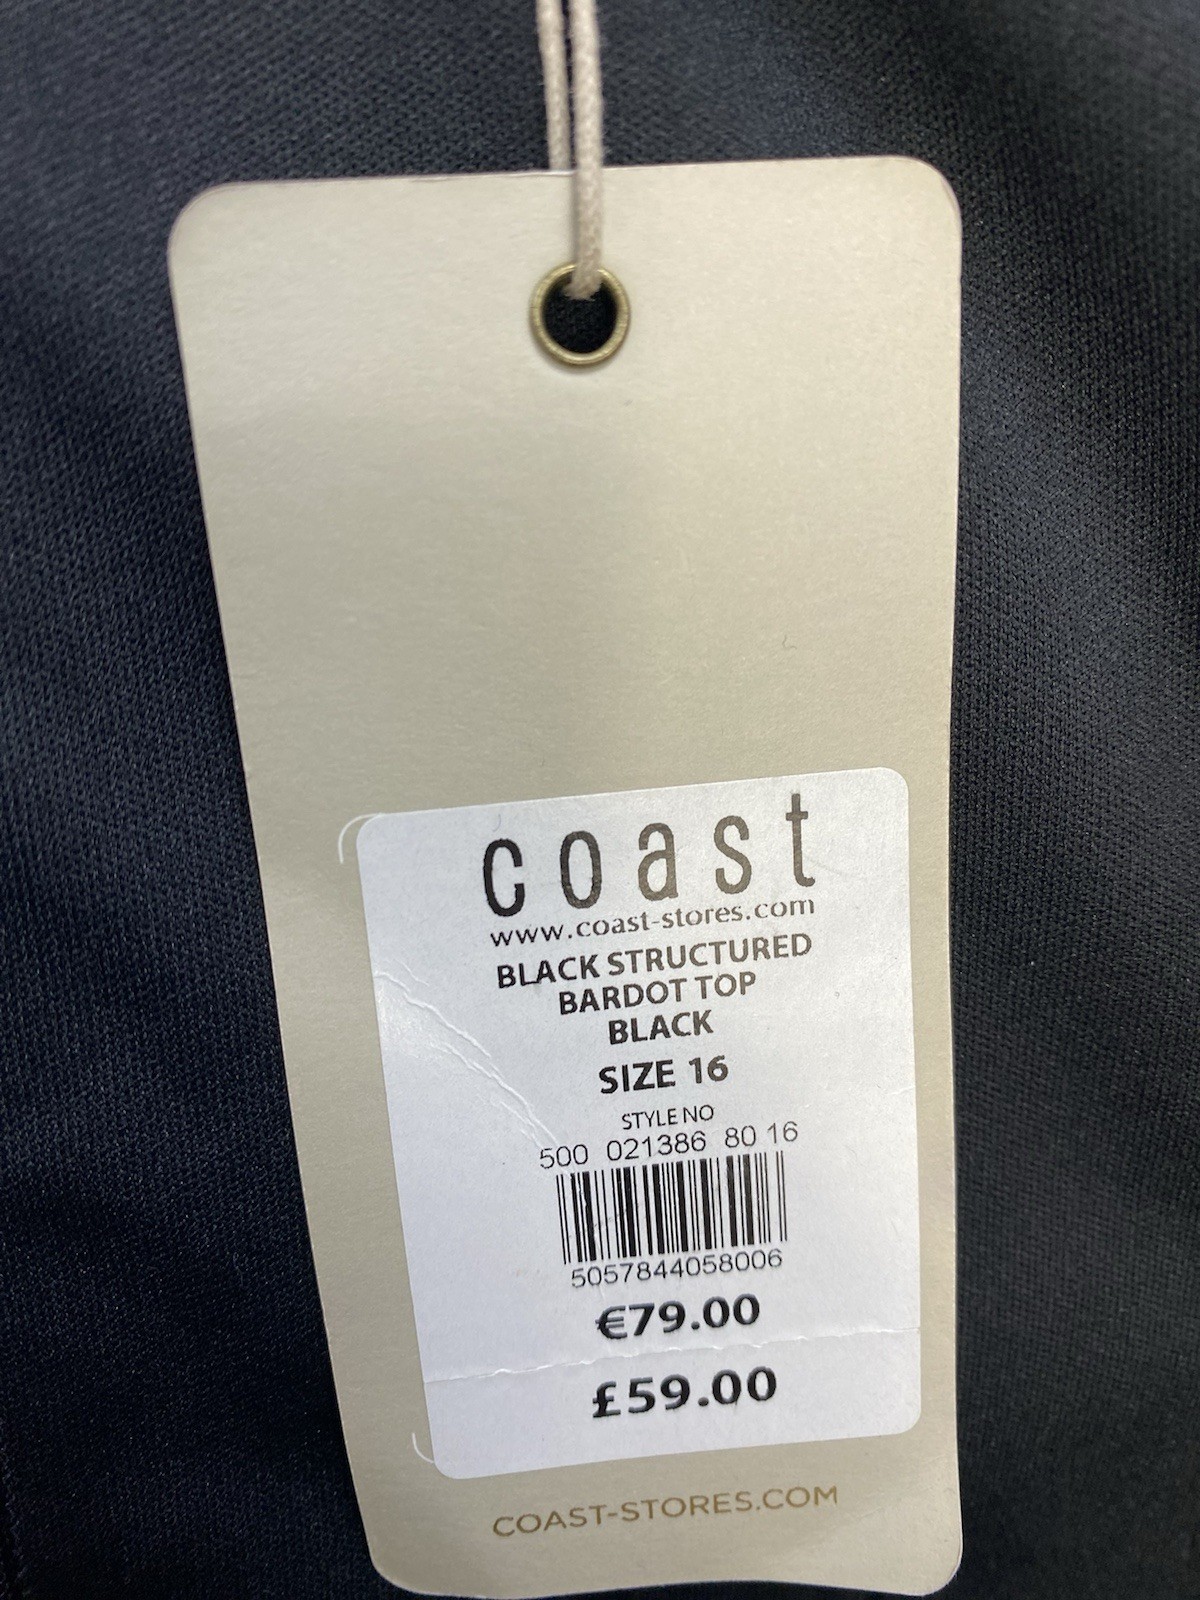 coast
www.coast-stores.com
BLACK STRUCTURED
BARDOT TOP
BLACK
SIZE 16
STYLE NO
500 021386 80 16
5057844058006
€79.00
£59.00
COAST-STORES.COM